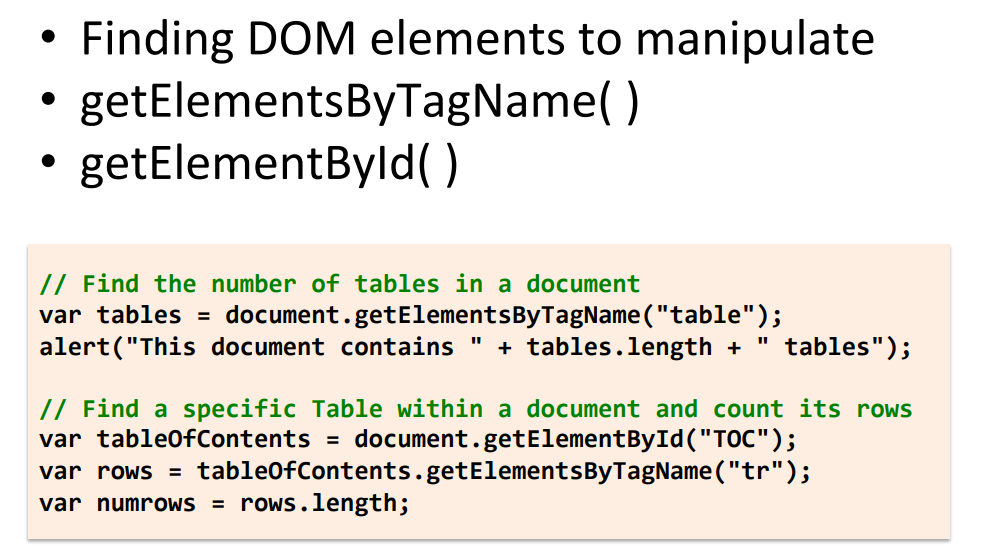 • Finding DOM elements to manipulate
• getElementsByTagName( )
• getElementById( )
// Find the number of tables in a document
var tables = document.getElementsByTagName("table");
alert("This document contains " + tables.length + " tables");
// Find a specific Table within a document and count its rows
var tableOfContents = document.getElementById("TOC");
var rows = tableOfContents.getElementsByTagName("tr");
var numrows = rows.length;